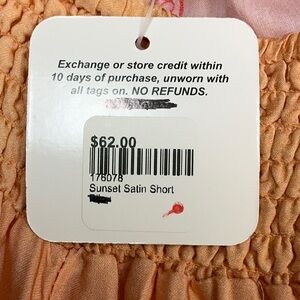 Exchange or store credit within
10 days of purchase, unworn with
all tags on. NO REFUNDS.
$62.00
176078
Sunset Satin Short